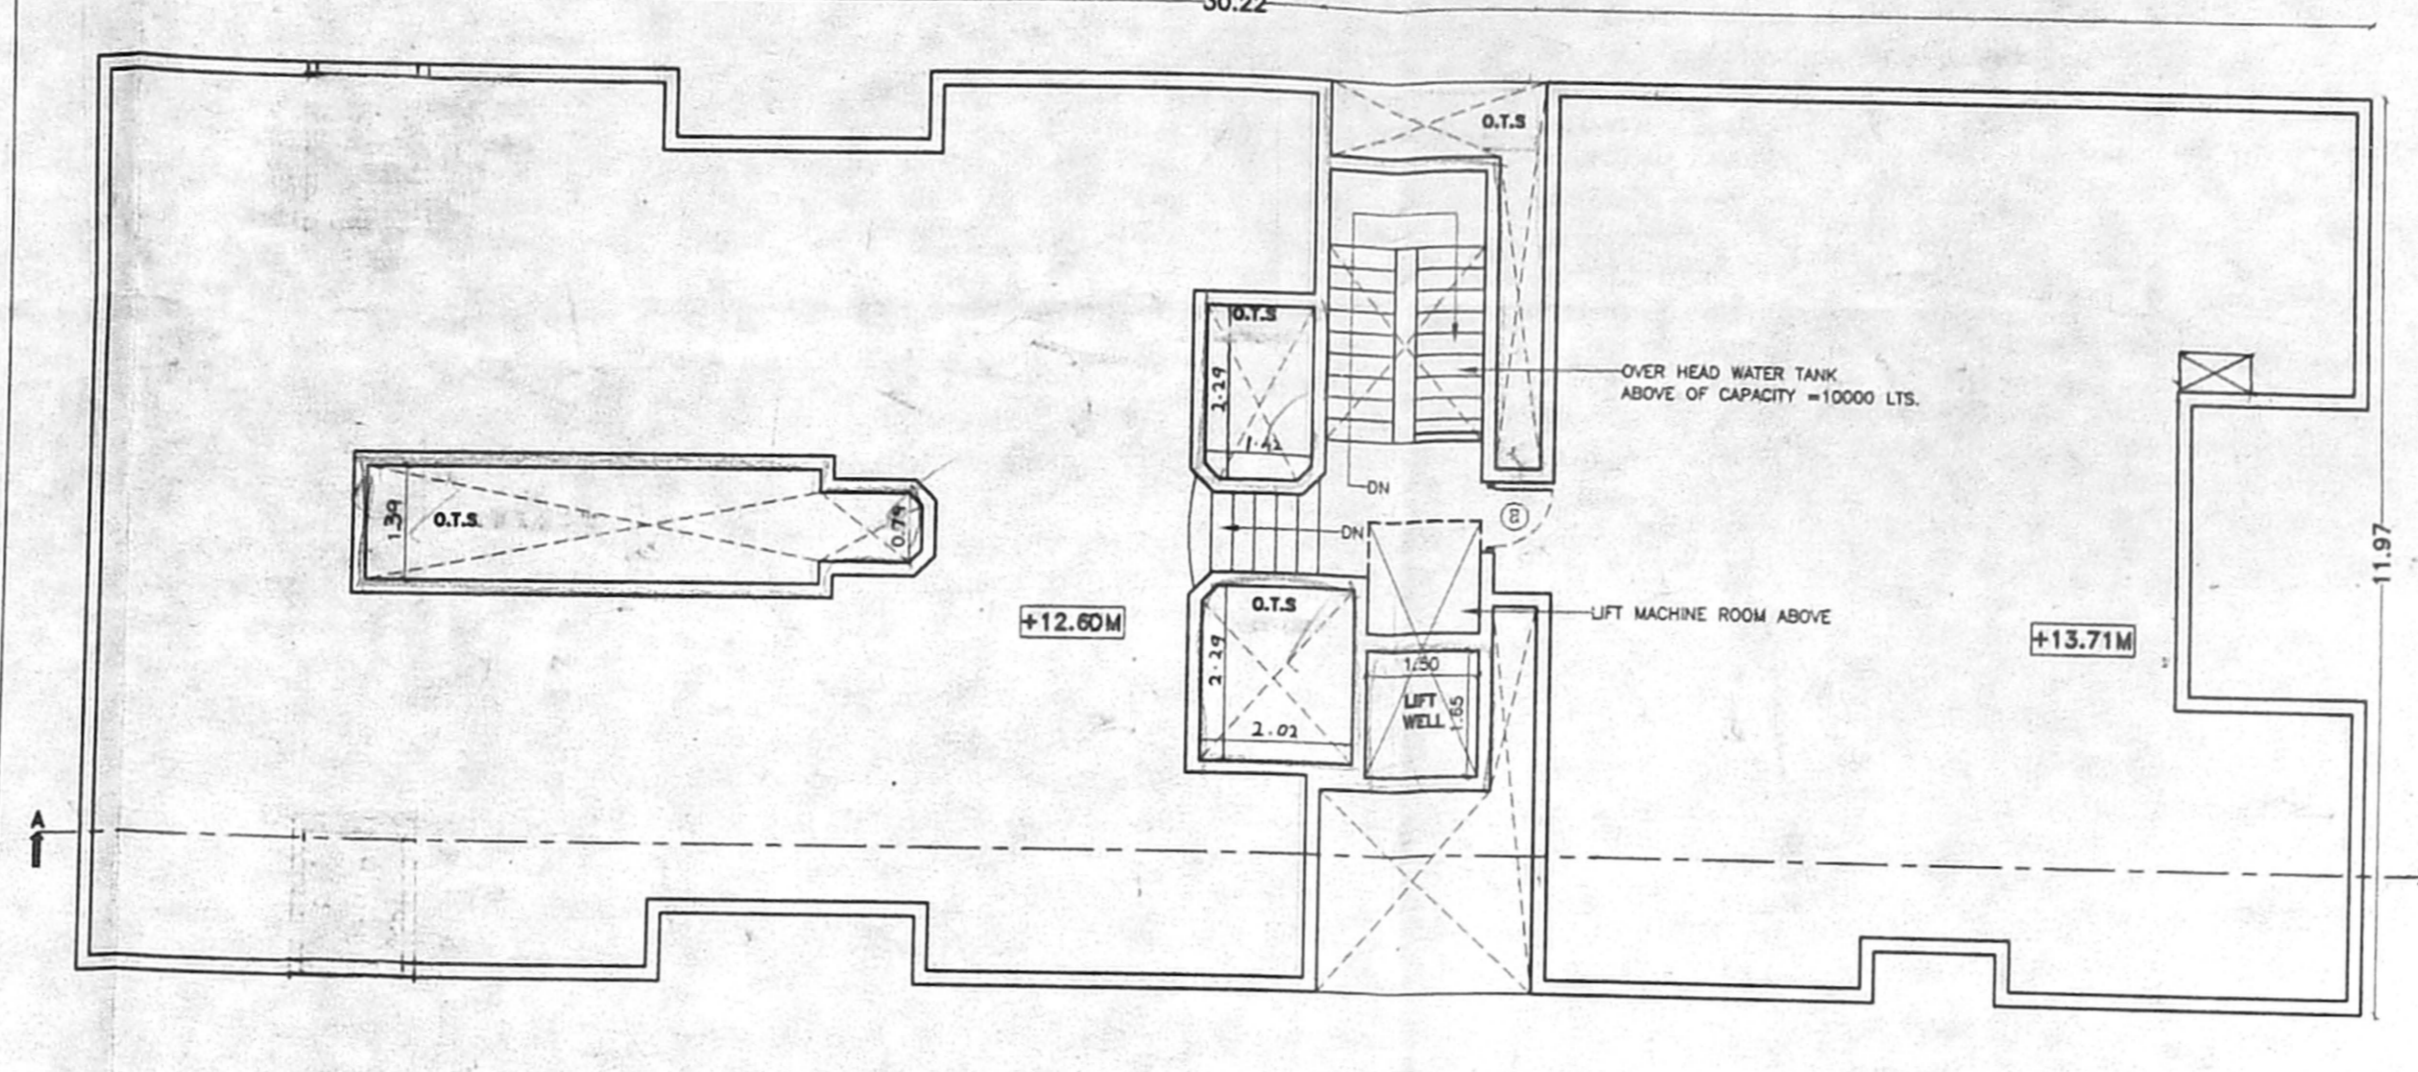 30.22
O.T.S
O.T.S
2.29
1.42
OVER HEAD WATER TANK
ABOVE OF CAPACITY =10000 LTS.
DN
1.39
O.T.S.
0.79
DN
11.97
O.T.S
+12.60M
LIFT MACHINE ROOM ABOVE
+13.71M
2.29
1.50
LIFT
WELL
1.65
2.02
A